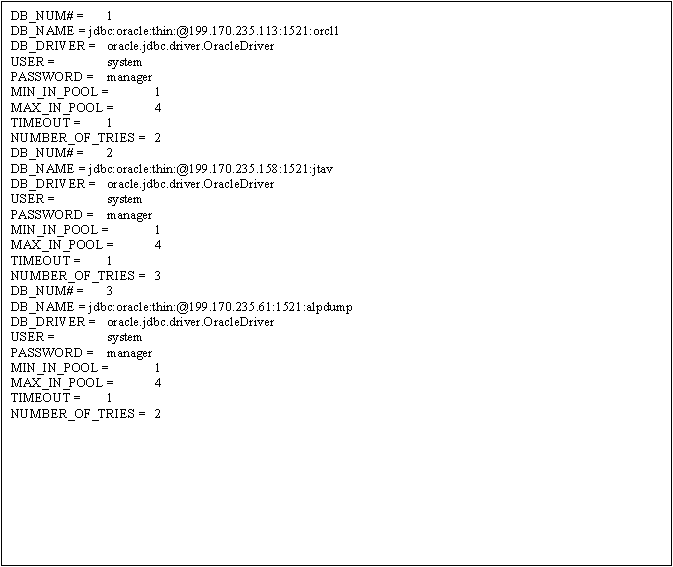 DB_NUM# = 1
DB_NAME = jdbc:oracle:thin:@199.170.235.113:1521:orcl1
DB_DRIVER = oracle.jdbc.driver.OracleDriver
USER = system
PASSWORD = manager
MIN_IN_POOL = 1
MAX_IN_POOL = 4
TIMEOUT = 1
NUMBER_OF_TRIES = 2
DB_NUM# = 2
DB_NAME = jdbc:oracle:thin:@199.170.235.158:1521:jtav
DB_DRIVER = oracle.jdbc.driver.OracleDriver
USER = system
PASSWORD = manager
MIN_IN_POOL = 1
MAX_IN_POOL = 4
TIMEOUT = 1
NUMBER_OF_TRIES = 3
DB_NUM# = 3
DB_NAME = jdbc:oracle:thin:@199.170.235.61:1521:alpdump
DB_DRIVER = oracle.jdbc.driver.OracleDriver
USER = system
PASSWORD = manager
MIN_IN_POOL = 1
MAX_IN_POOL = 4
TIMEOUT = 1
NUMBER_OF_TRIES = 2